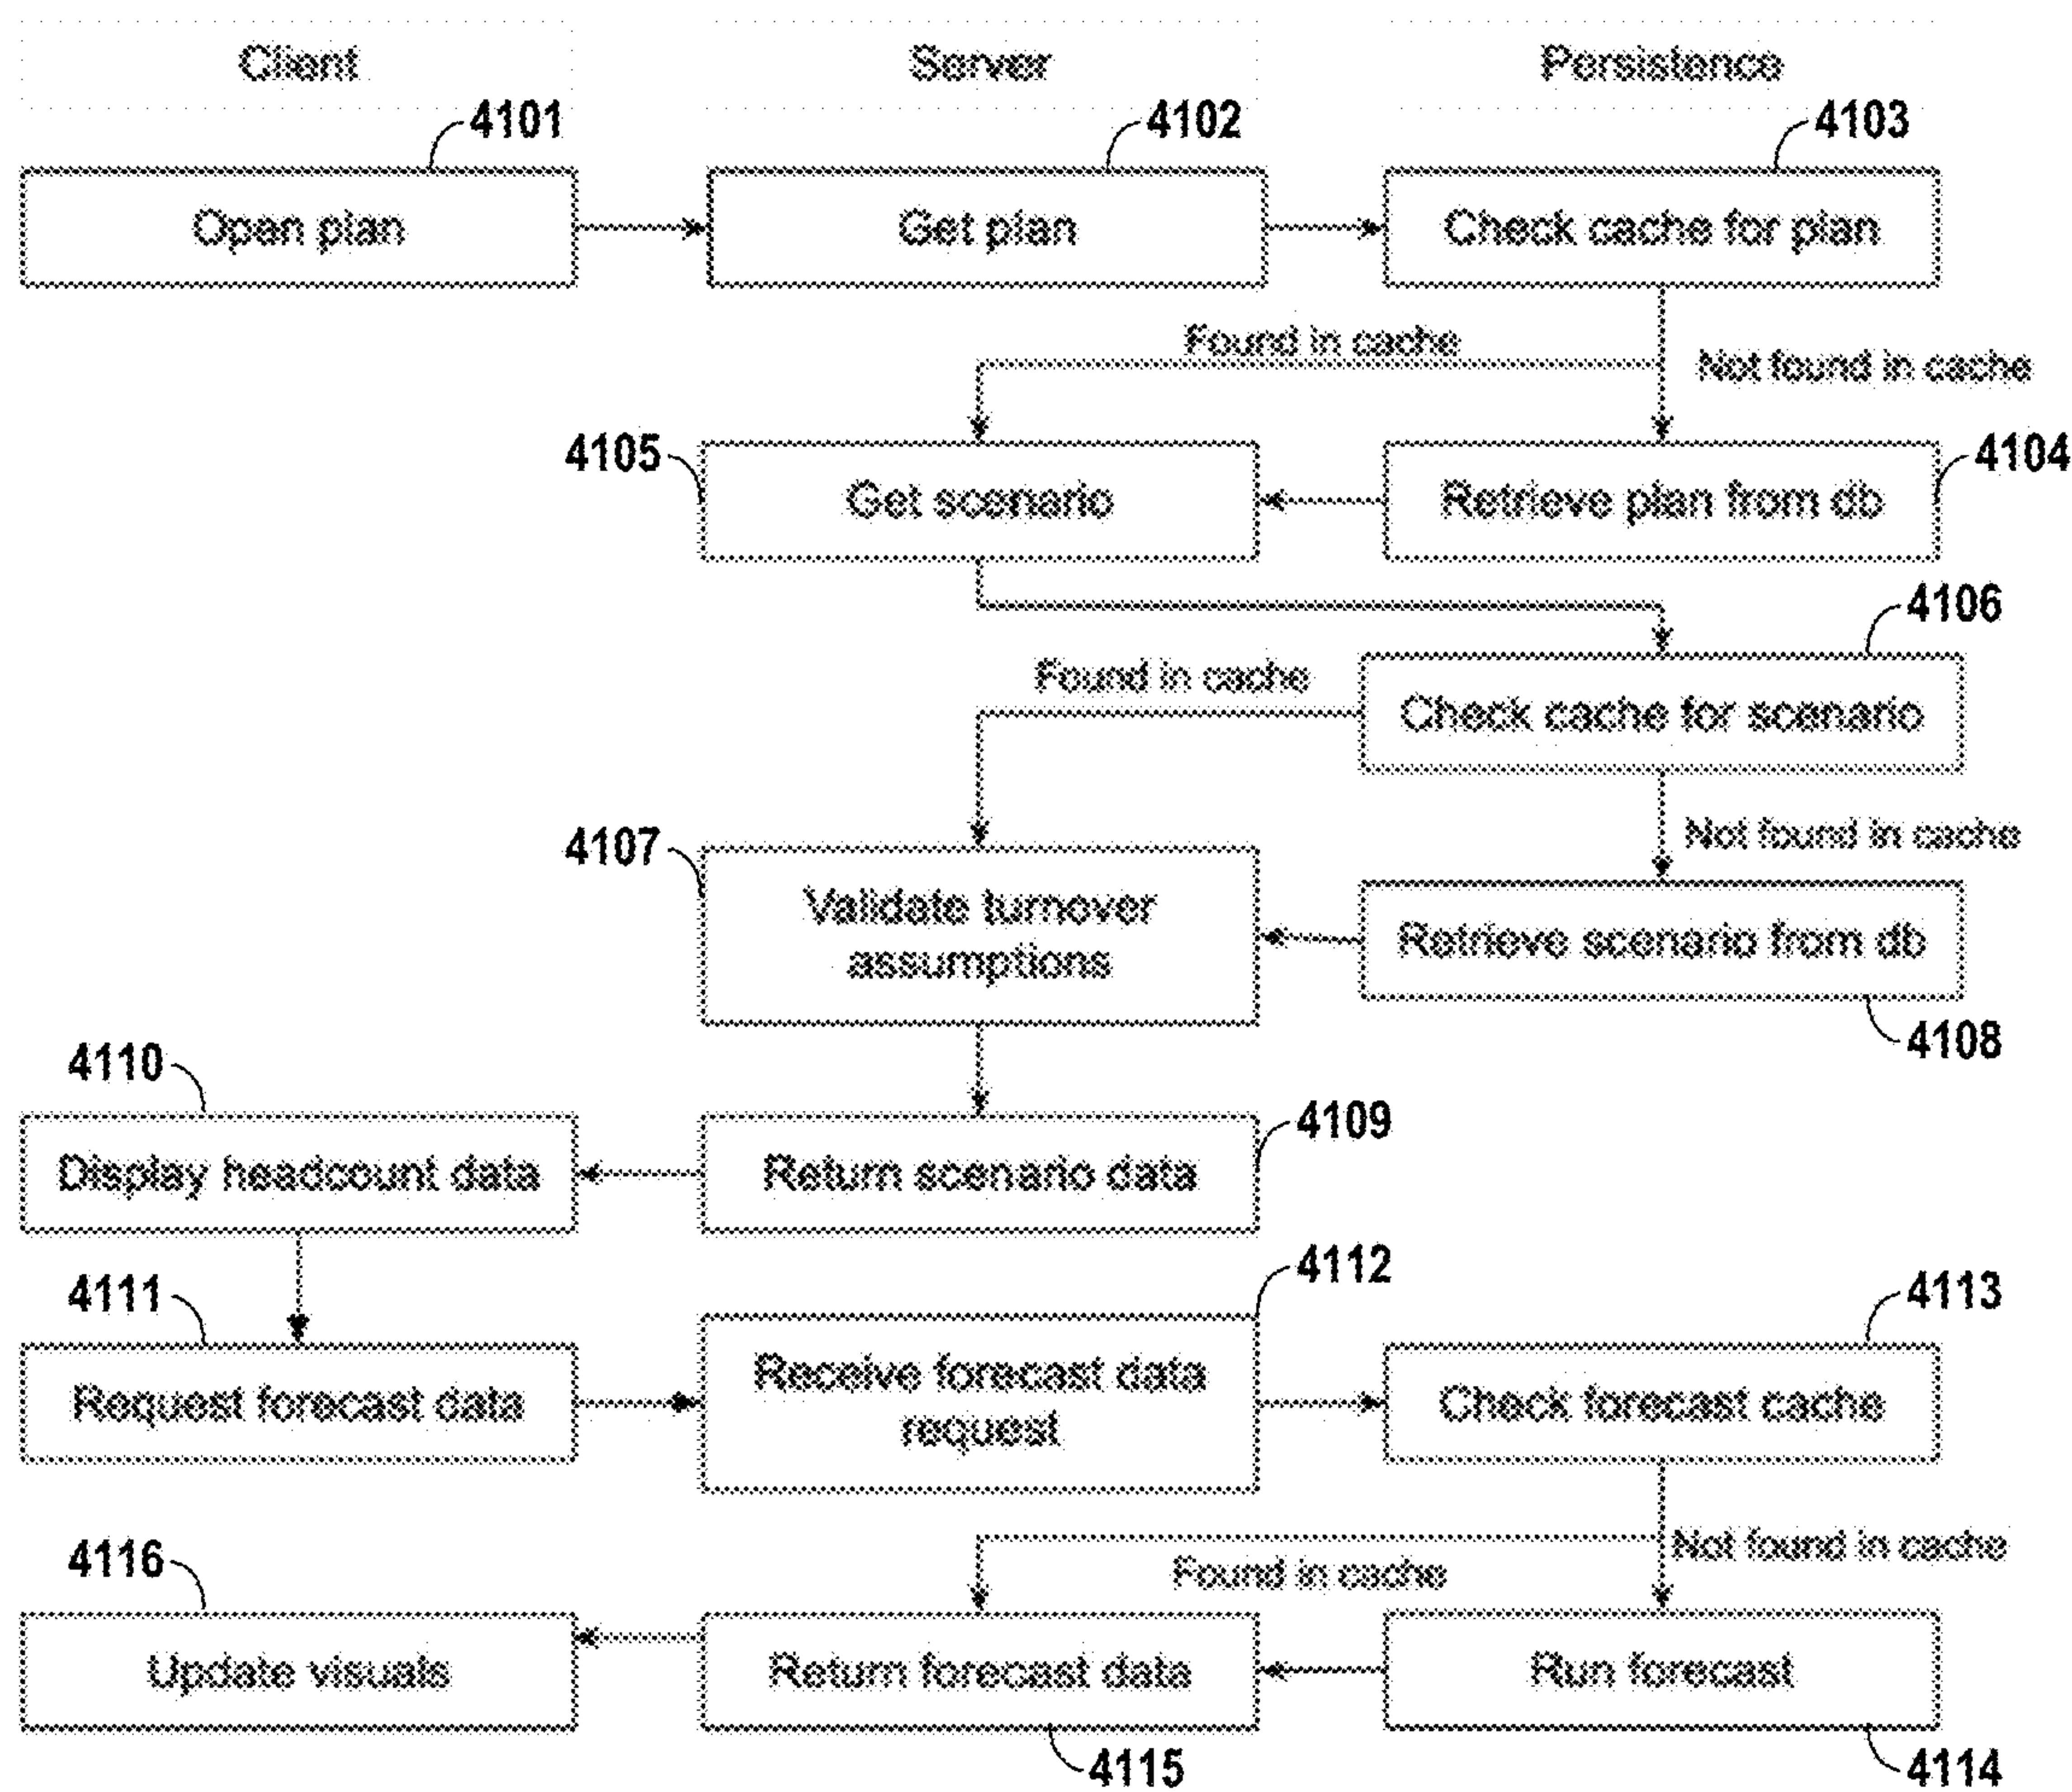 Client
Server
Persistence
4101
4102
4103
Open plan
Get plan
Check cache for plan
Found in cache
Not found in cache
4105
4104
Get scenario
Retrieve plan from db
4106
Found in cache
Check cache for scenario
4107
Not found in cache
Validate turnover
assumptions
Retrieve scenario from db
4108
4110
4109
Display headcount data
Return scenario data
4112
4111
4113
Request forecast data
Receive forecast data
request
Check forecast cache
4116
Not found in cache
Found in cache
Update visuals
Return forecast data
Run forecast
4115
4114